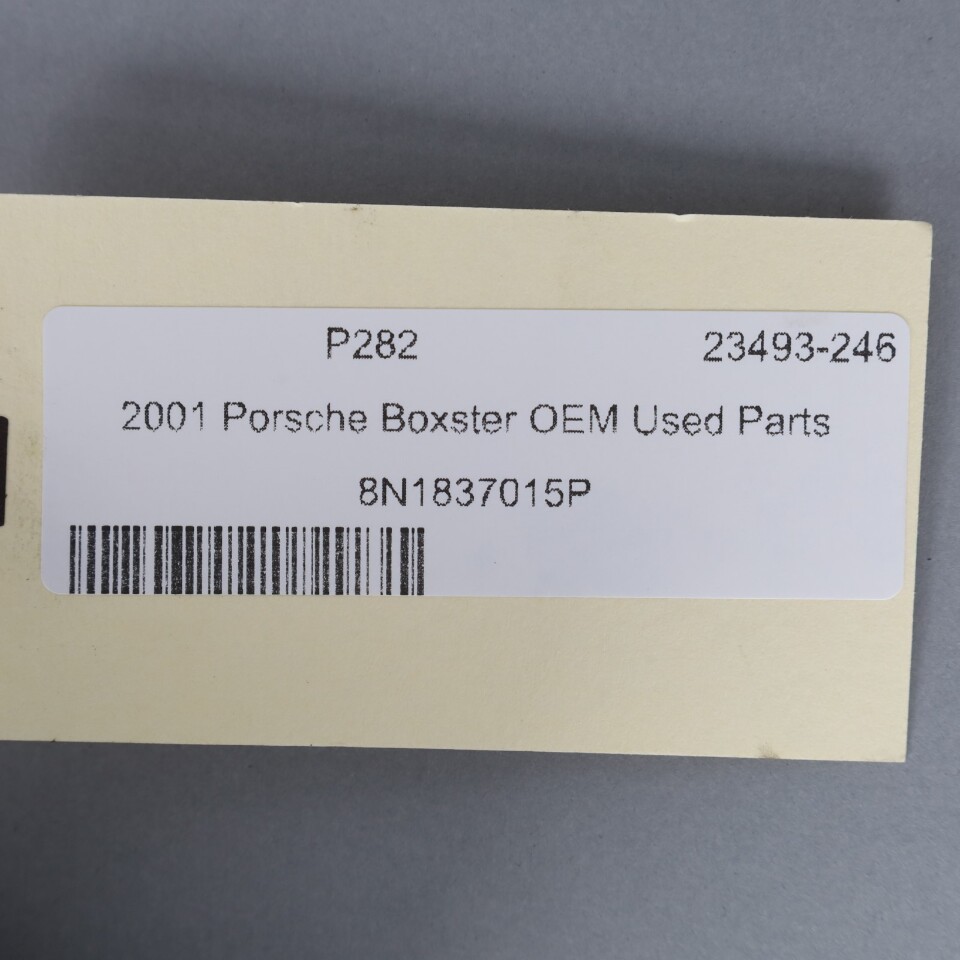 P282 23493-246
2001 Porsche Boxster OEM Used Parts
8N1837015P